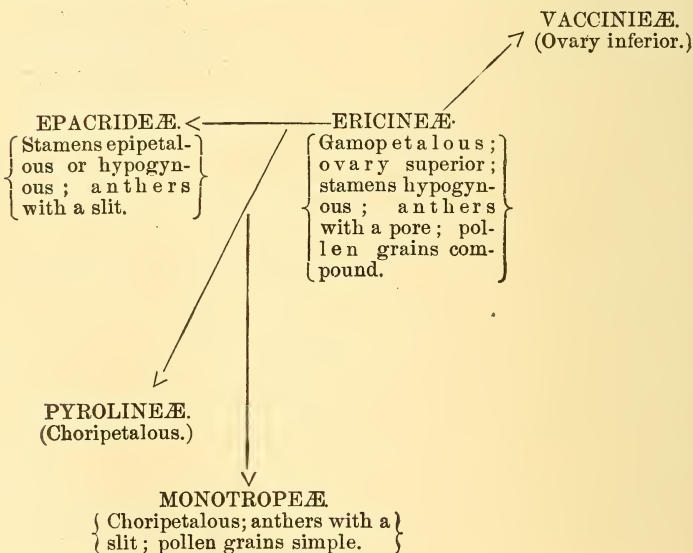 VACCINIEÆ.
(Ovary inferior.)
EPACRIDEÆ.
Stamens epipetal-
ous or hypogyn-
ous ; anthers
with a slit.
ERICINEÆ.
Gamopetalous ;
ovary superior ;
stamens hypogyn-
ous ; anthers
with a pore ; pol-
len grains com-
pound.
PYROLINEÆ.
(Choripetalous.)
MONOTROPEÆ.
Choripetalous; anthers with a
slit ; pollen grains simple.